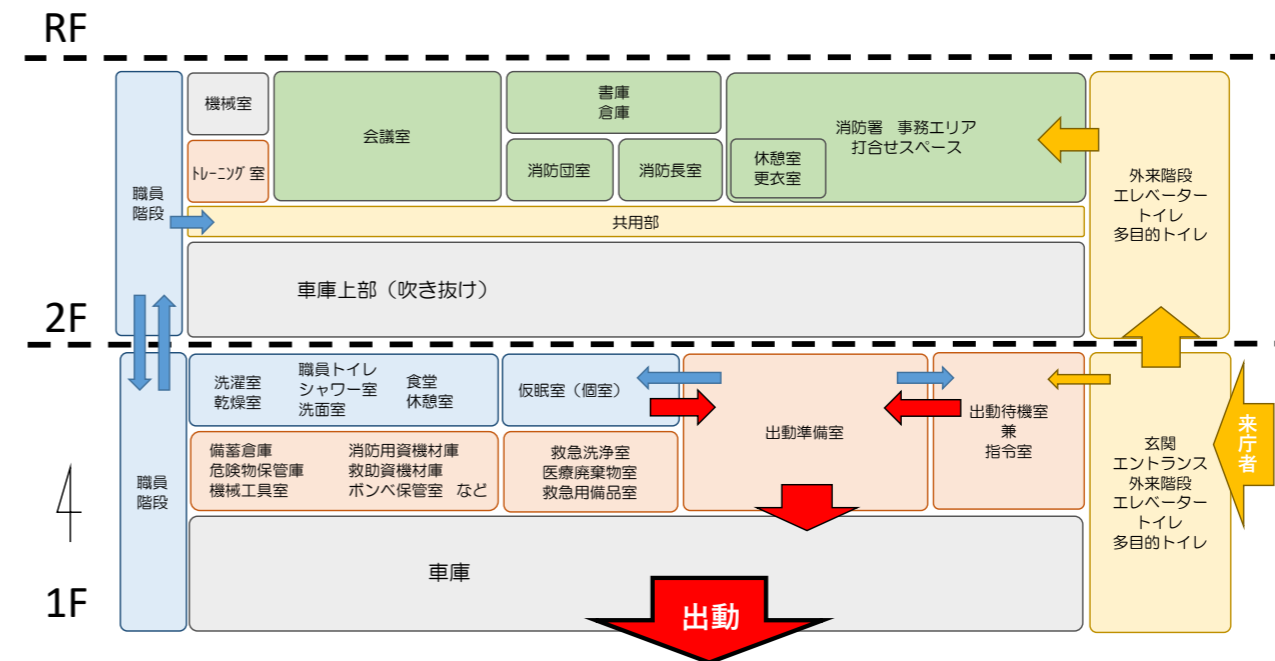 RF
機械室
会議室
書庫
倉庫
消防署　事務エリア
打合せスペース
トレーニング室
消防団室
消防長室
休憩室
更衣室
職員
階段
外来階段
エレベーター
トイレ
多目的トイレ
共用部
車庫上部（吹き抜け）
2F
洗濯室
乾燥室
職員トイレ
シャワー室
洗面室
食堂
休憩室
仮眠室（個室）
出動準備室
出動待機室
兼
指令室
来庁者
備蓄倉庫
危険物保管庫
機械工具室
消防用資機材庫
救助資機材庫
ボンベ保管室　など
救急洗浄室
医療廃棄物室
救急用備品室
職員
階段
玄関
エントランス
外来階段
エレベーター
トイレ
多目的トイレ
車庫
1F
出動